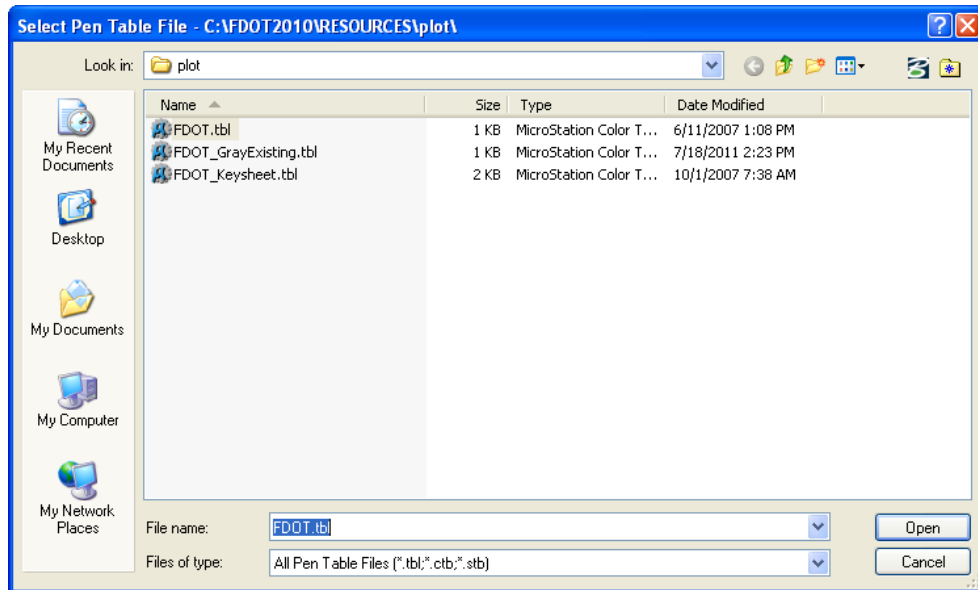 Select Pen Table File - C:\FDOT2010\RESOURCES\plot\
Look in: plot
My Recent Documents
Desktop
My Documents
My Computer
My Network Places
Name Size Type Date Modified
FDOT.tbl 1 KB MicroStation Color T... 6/11/2007 1:08 PM
FDOT_GrayExisting.tbl 1 KB MicroStation Color T... 7/18/2011 2:23 PM
FDOT_Keysheet.tbl 2 KB MicroStation Color T... 10/1/2007 7:38 AM
File name: FDOT.tbl Open
Files of type: All Pen Table Files (*.tbl;*.ctb;*.stb) Cancel